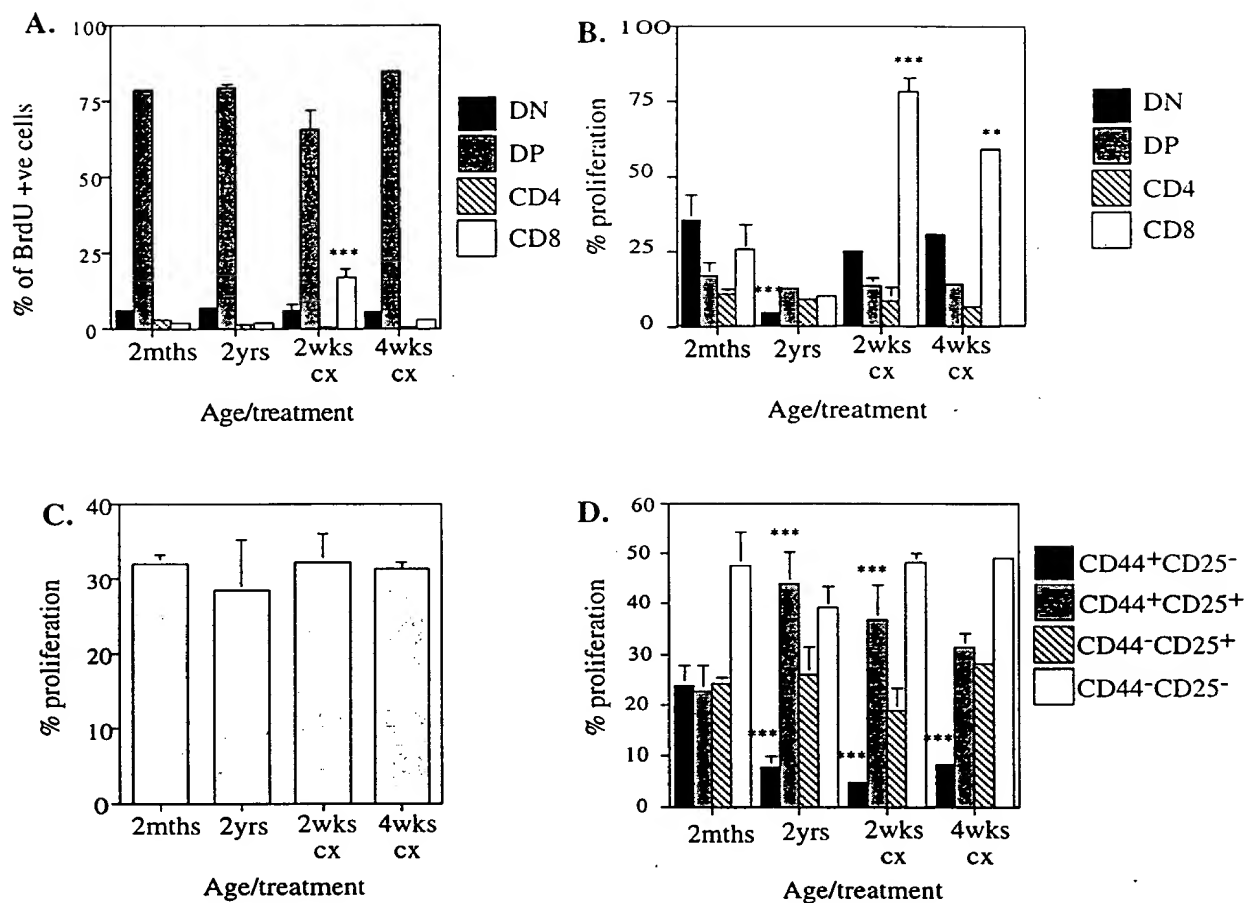 A.
% of BrdU +ve cells
100
75
50
25
0
***
2mths 2yrs 2wks cx 4wks cx
Age/treatment
DN
DP
CD4
CD8
B.
% proliferation
100
75
50
25
0
*** *** **
2mths 2yrs 2wks cx 4wks cx
Age/treatment
DN
DP
CD4
CD8
C.
% proliferation
40
30
20
10
0
2mths 2yrs 2wks cx 4wks cx
Age/treatment
D.
% proliferation
60
50
40
30
20
10
0
*** *** *** *** ***
2mths 2yrs 2wks cx 4wks cx
Age/treatment
CD44+CD25-
CD44+CD25+
CD44-CD25+
CD44-CD25-